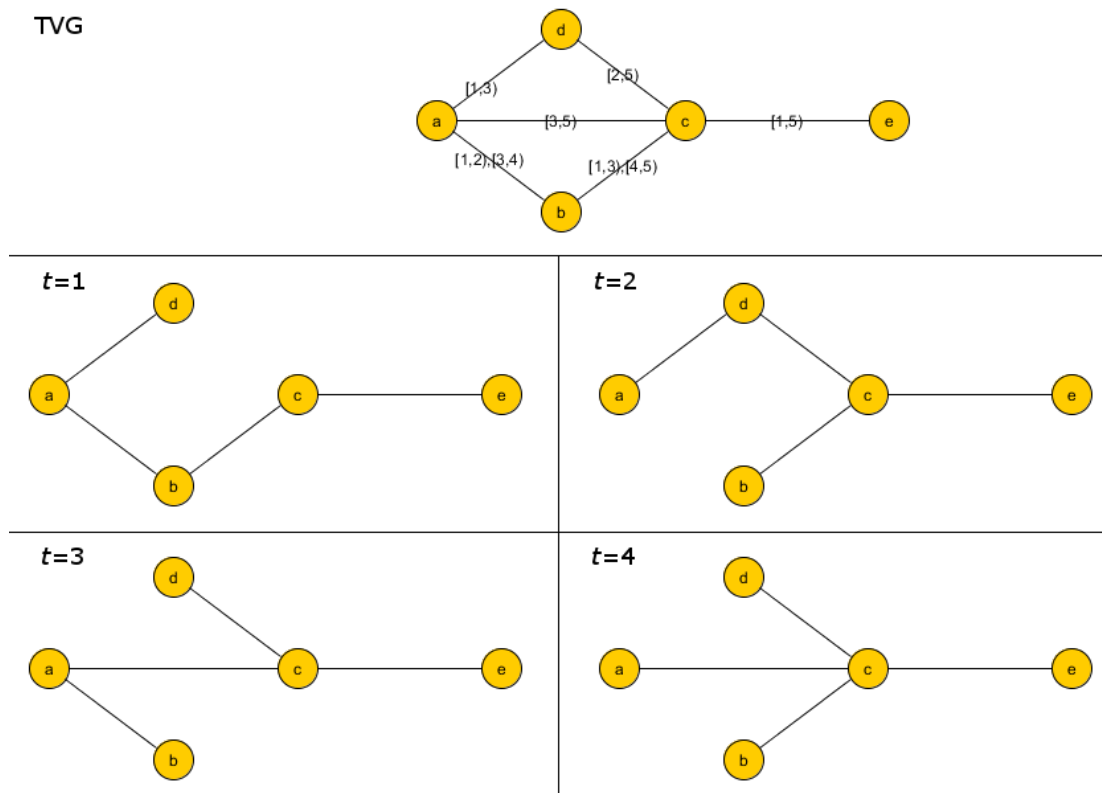 TVG
d
[1,3)
[2,5)
a
[3,5)
c
[1,5)
e
[1,2),[3,4)
[1,3),[4,5)
b
t=1
d
a
c
e
b
t=2
d
a
c
e
b
t=3
d
a
c
e
b
t=4
d
a
c
e
b